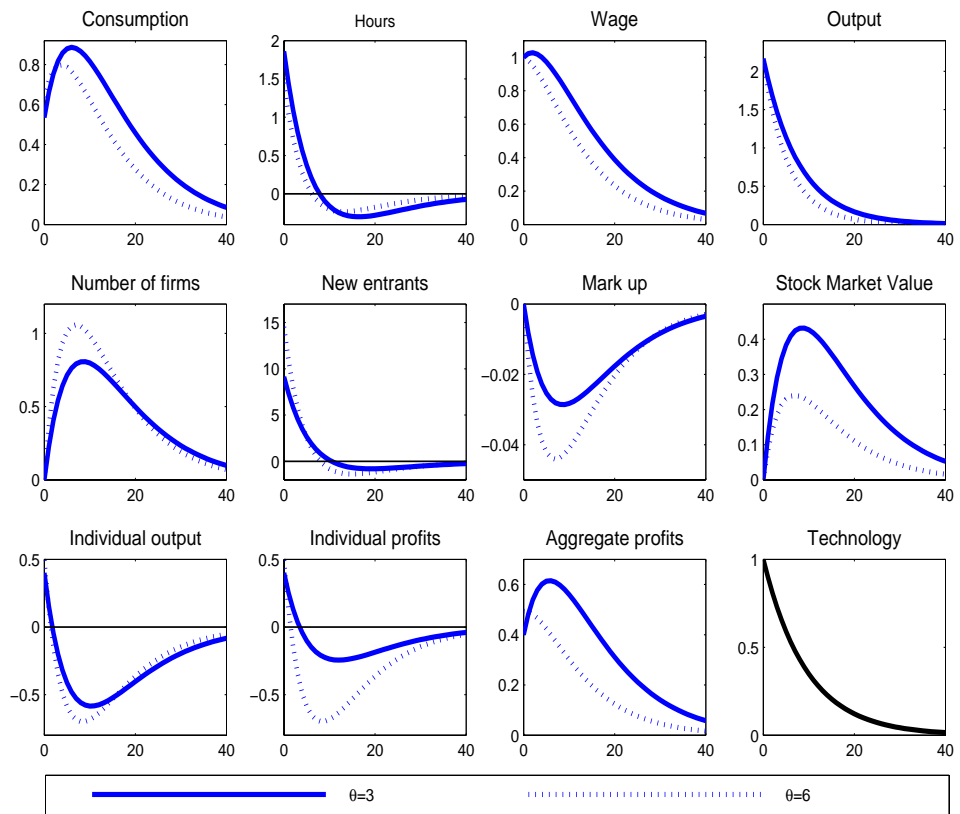 Consumption
Hours
Wage
Output
0.8
0.6
0.4
0.2
0
0 20 40
2
1.5
1
0.5
0
0 20 40
1
0.8
0.6
0.4
0.2
0
0 20 40
2
1.5
1
0.5
0
0 20 40
Number of firms
New entrants
Mark up
Stock Market Value
1
0.5
0
0 20 40
15
10
5
0
0 20 40
0
−0.02
−0.04
0 20 40
0.4
0.3
0.2
0.1
0
0 20 40
Individual output
Individual profits
Aggregate profits
Technology
0.5
0
−0.5
0 20 40
0.5
0
−0.5
0 20 40
0.6
0.4
0.2
0
0 20 40
1
0.5
0
0 20 40
θ=3
θ=6